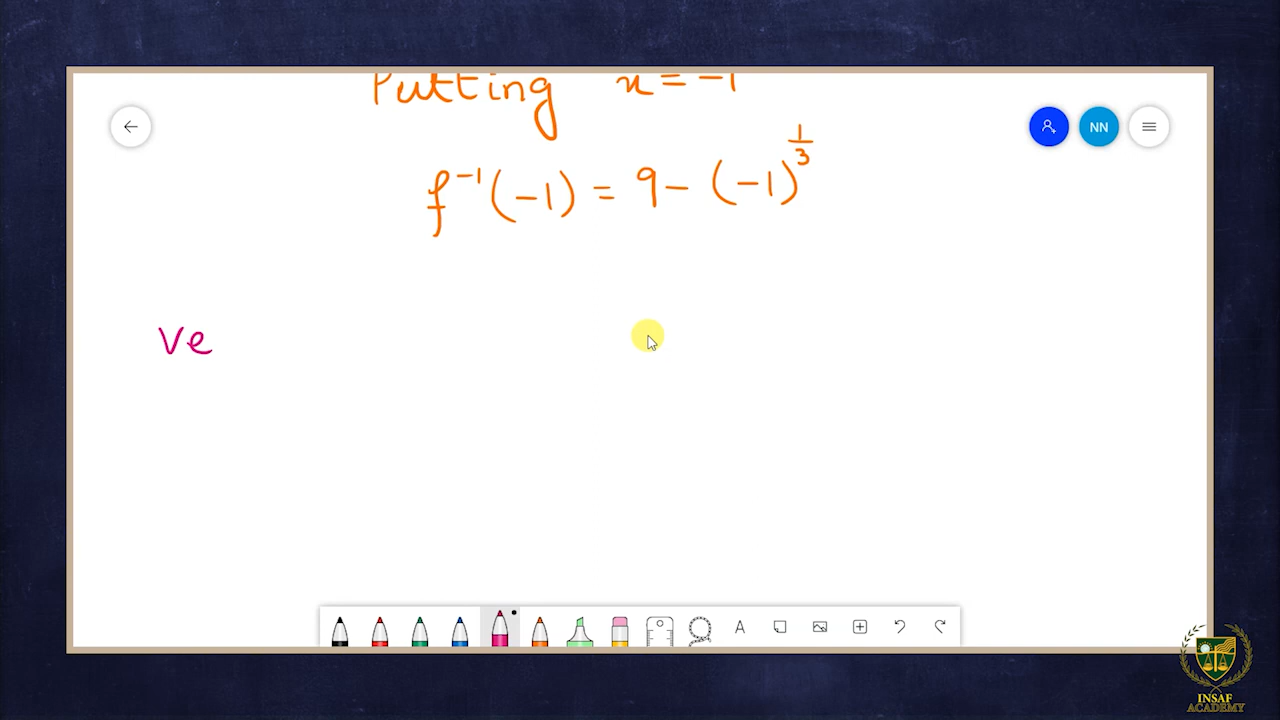 Putting x = -1
NN
f⁻¹(-1) = 9 - (-1)^(1/3)
Ve
A
INSAF
ACADEMY